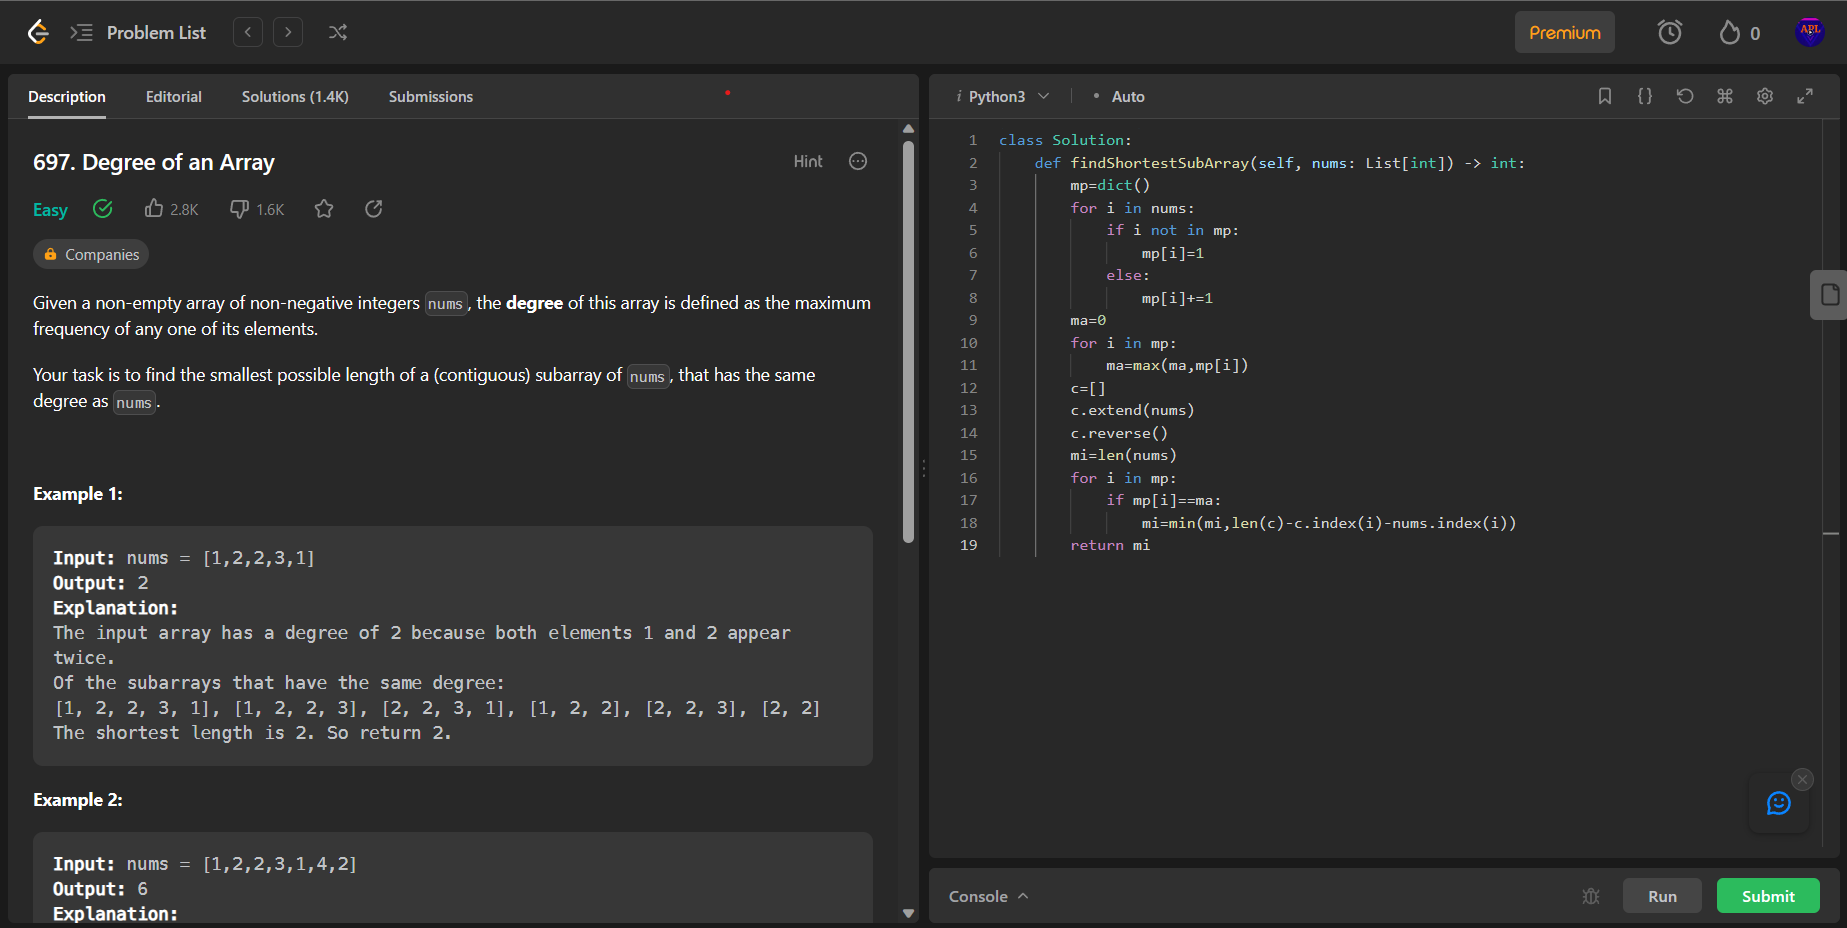 Problem List
Premium
0
APL
Description Editorial Solutions (1.4K) Submissions
697. Degree of an Array
Hint
Easy 2.8K 1.6K
Companies
Given a non-empty array of non-negative integers nums, the degree of this array is defined as the maximum
frequency of any one of its elements.
Your task is to find the smallest possible length of a (contiguous) subarray of nums, that has the same
degree as nums.
Example 1:
Input: nums = [1,2,2,3,1]
Output: 2
Explanation:
The input array has a degree of 2 because both elements 1 and 2 appear
twice.
Of the subarrays that have the same degree:
[1, 2, 2, 3, 1], [1, 2, 2, 3], [2, 2, 3, 1], [1, 2, 2], [2, 2, 3], [2, 2]
The shortest length is 2. So return 2.
Example 2:
Input: nums = [1,2,2,3,1,4,2]
Output: 6
Explanation:
i Python3 • Auto
1 class Solution:
2     def findShortestSubArray(self, nums: List[int]) -> int:
3         mp=dict()
4         for i in nums:
5             if i not in mp:
6                 mp[i]=1
7             else:
8                 mp[i]+=1
9         ma=0
10         for i in mp:
11             ma=max(ma,mp[i])
12         c=[]
13         c.extend(nums)
14         c.reverse()
15         mi=len(nums)
16         for i in mp:
17             if mp[i]==ma:
18                 mi=min(mi,len(c)-c.index(i)-nums.index(i))
19         return mi
Console
Run
Submit